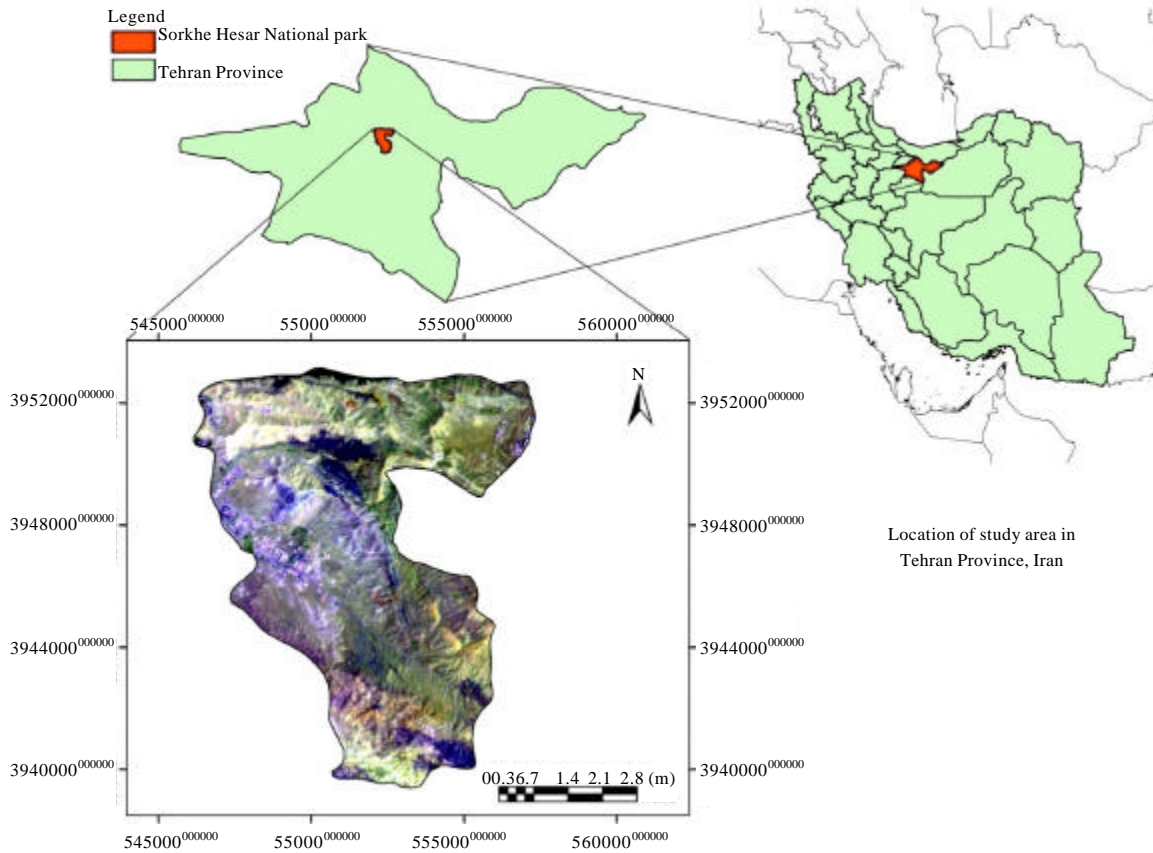 Legend
Sorkhe Hesar National park
Tehran Province
545000000000 550000000000 555000000000 560000000000
N
3952000000000 3952000000000
3948000000000 3948000000000
Location of study area in
Tehran Province, Iran
3944000000000 3944000000000
00.36.7 1.4 2.1 2.8 (m)
3940000000000 3940000000000
545000000000 55000000000 555000000000 560000000000